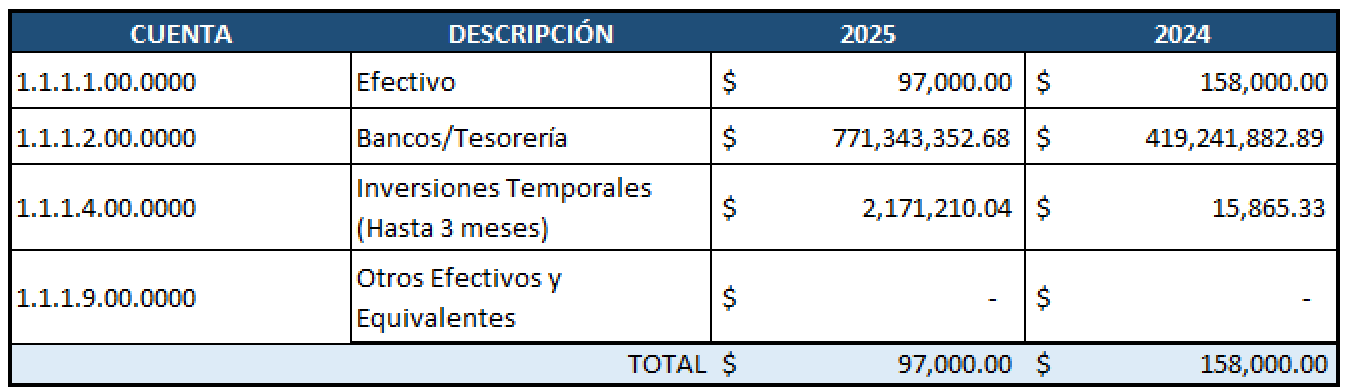 CUENTA DESCRIPCIÓN 2025 2024
1.1.1.1.00.0000 Efectivo $ 97,000.00 $ 158,000.00
1.1.1.2.00.0000 Bancos/Tesorería $ 771,343,352.68 $ 419,241,882.89
1.1.1.4.00.0000 Inversiones Temporales
(Hasta 3 meses) $ 2,171,210.04 $ 15,865.33
1.1.1.9.00.0000 Otros Efectivos y
Equivalentes $ - $ -
TOTAL $ 97,000.00 $ 158,000.00